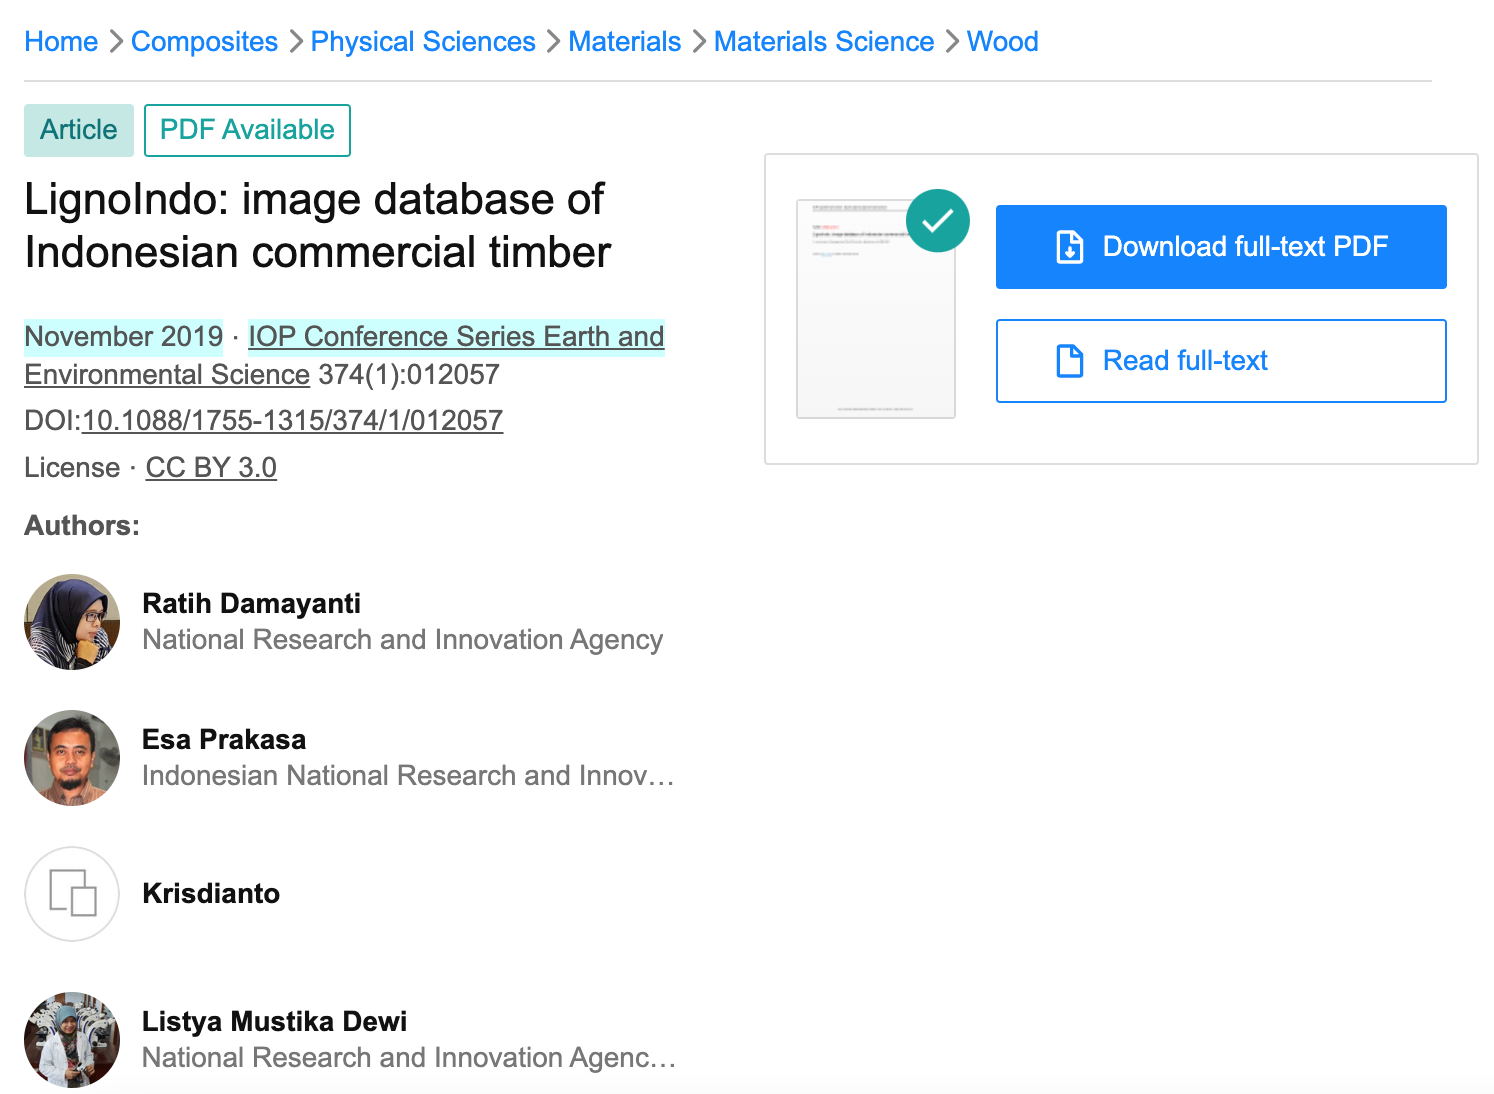 Home > Composites > Physical Sciences > Materials > Materials Science > Wood
Article PDF Available
LignoIndo: image database of
Indonesian commercial timber
November 2019 · IOP Conference Series Earth and
Environmental Science 374(1):012057
DOI:10.1088/1755-1315/374/1/012057
License · CC BY 3.0
Authors:
Ratih Damayanti
National Research and Innovation Agency
Esa Prakasa
Indonesian National Research and Innov…
Krisdianto
Listya Mustika Dewi
National Research and Innovation Agenc…
Download full-text PDF
Read full-text